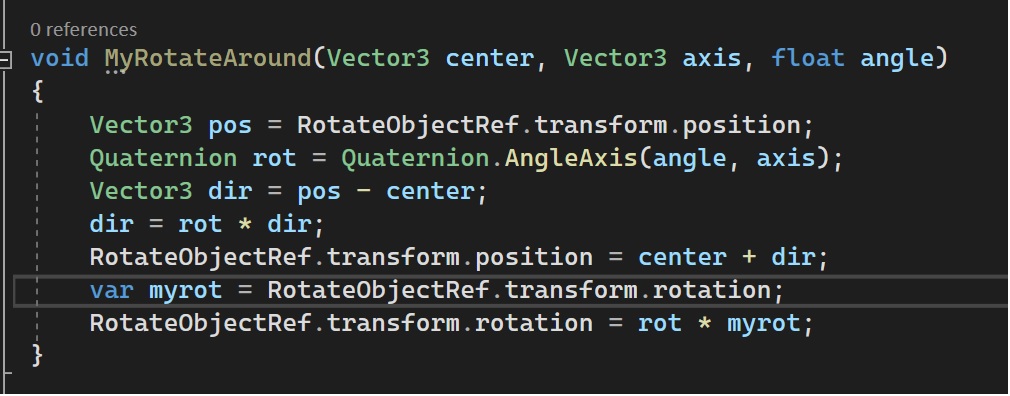 0 references
void MyRotateAround(Vector3 center, Vector3 axis, float angle)
{
Vector3 pos = RotateObjectRef.transform.position;
Quaternion rot = Quaternion.AngleAxis(angle, axis);
Vector3 dir = pos - center;
dir = rot * dir;
RotateObjectRef.transform.position = center + dir;
var myrot = RotateObjectRef.transform.rotation;
RotateObjectRef.transform.rotation = rot * myrot;
}